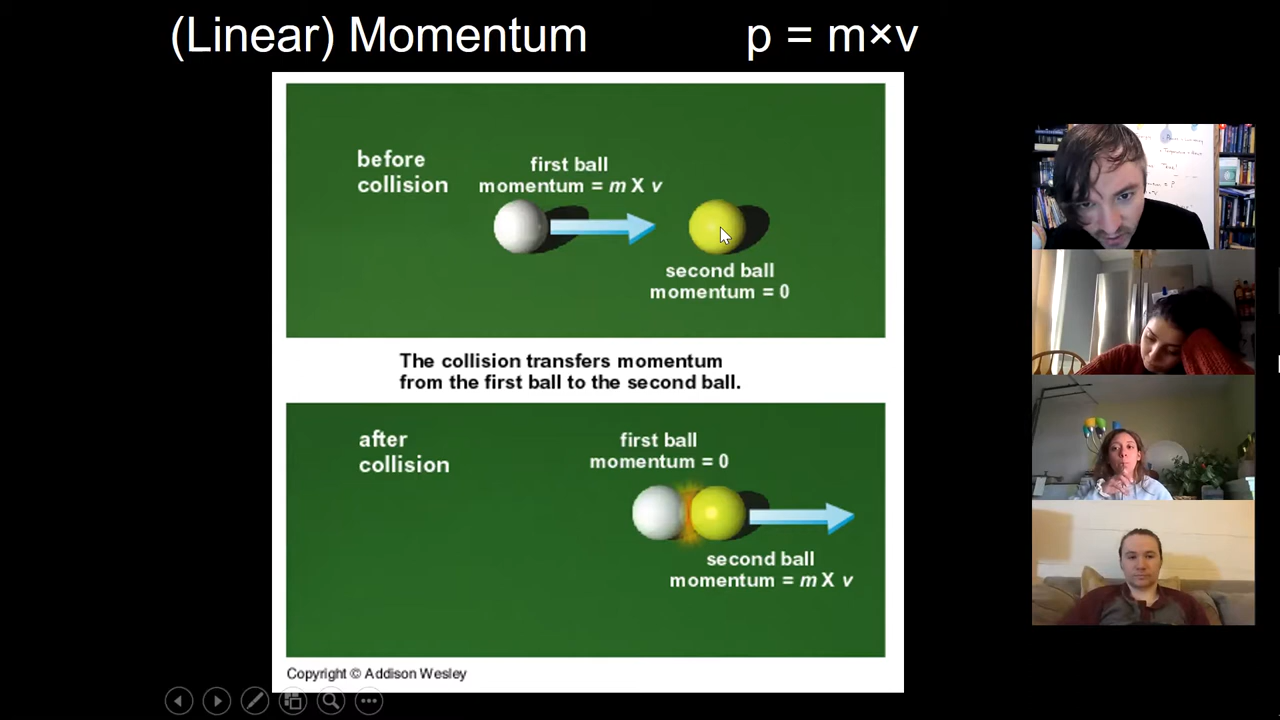 (Linear) Momentum
p = m×v
before
collision
first ball
momentum = m X v
second ball
momentum = 0
The collision transfers momentum
from the first ball to the second ball.
after
collision
first ball
momentum = 0
second ball
momentum = m X v
Copyright © Addison Wesley